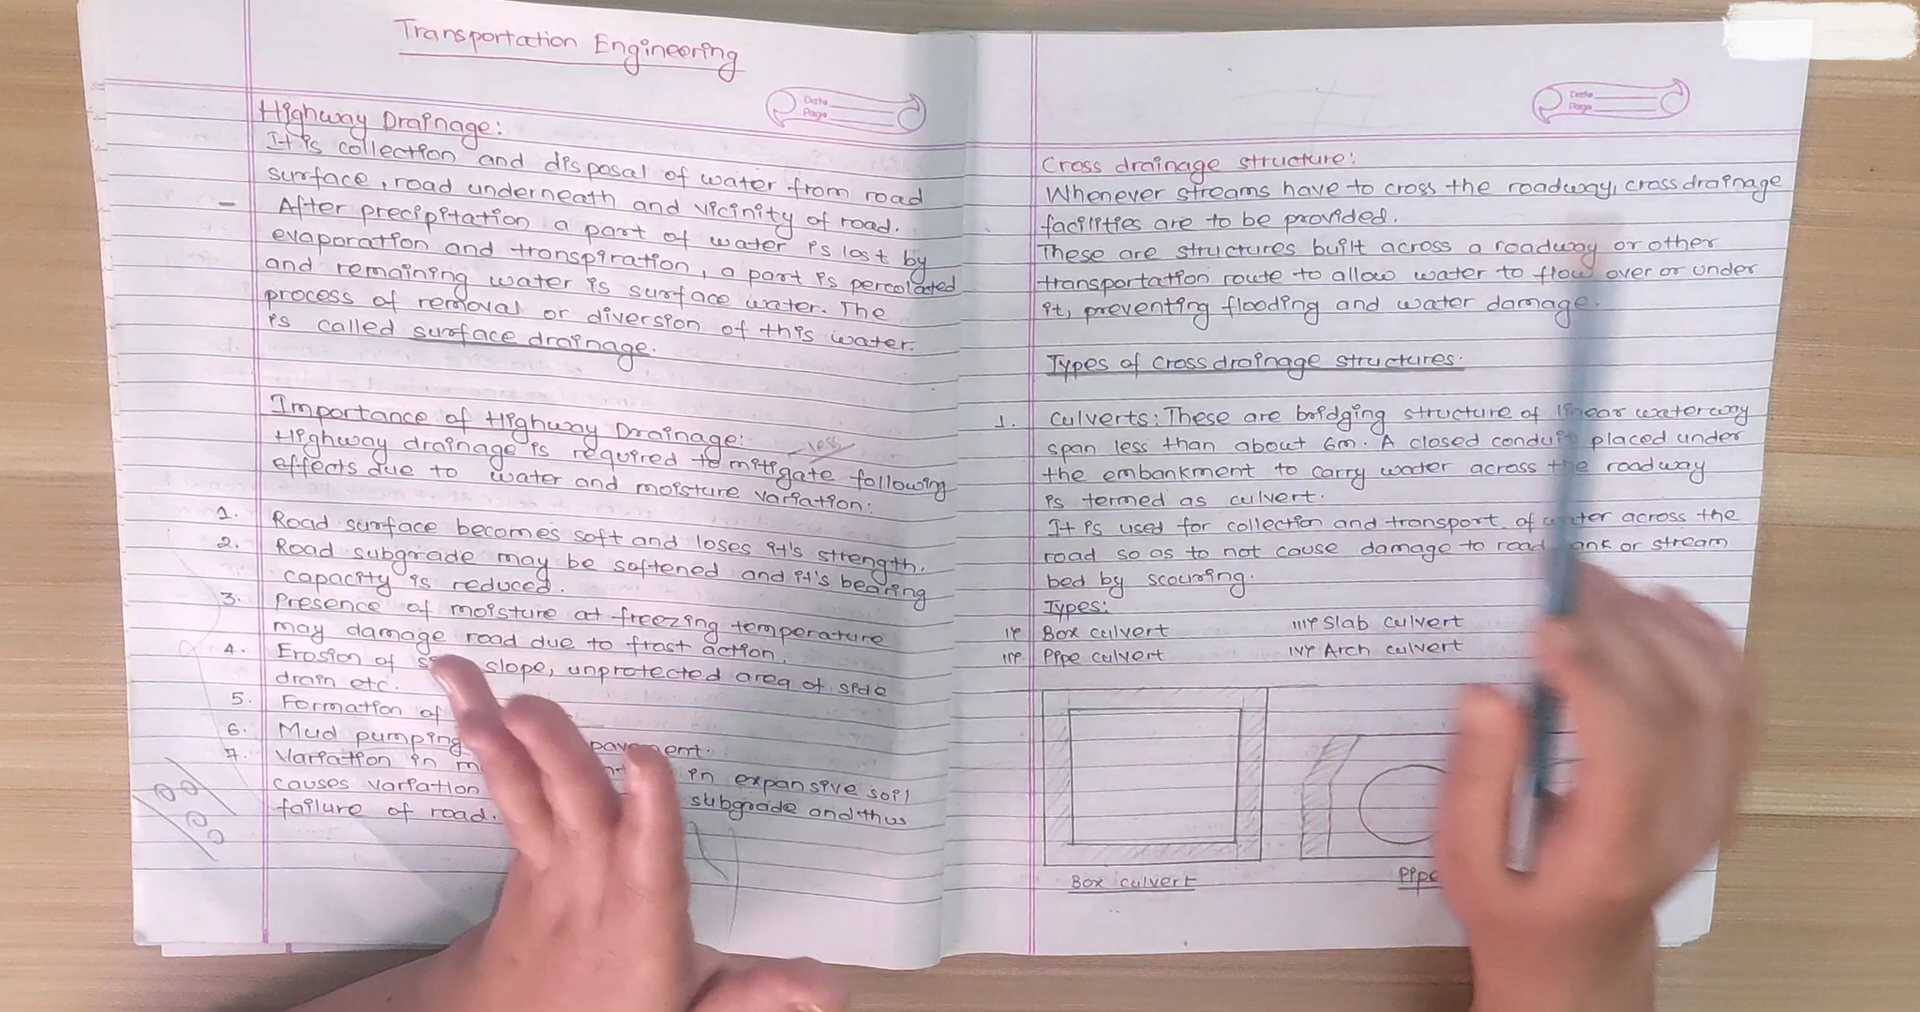 Transportation Engineering
Date
Page
Highway Drainage:
It is collection and disposal of water from road
surface, road underneath and vicinity of road.
- After precipitation a part of water is lost by
evaporation and transpiration, a part is percolated
and remaining water is surface water. The
process of removal or diversion of this water.
is called surface drainage.
Importance of Highway Drainage:
less
Highway drainage is required to mitigate following
effects due to water and moisture variation:
1. Road surface becomes soft and loses it's strength.
2. Road subgrade may be softened and it's bearing
capacity is reduced.
3. Presence of moisture at freezing temperature
may damage road due to frost action.
4. Erosion of slope, unprotected area of side
drain etc.
5. Formation of
6. Mud pumping pavement.
7. Variation in in expansive soil
causes variation subgrade and thus
failure of road.
Date
Page
Cross drainage structure:
Whenever streams have to cross the roadway, cross drainage
facilities are to be provided.
These are structures built across a roadway or other
transportation route to allow water to flow over or under
it, preventing flooding and water damage.
Types of cross drainage structures:
1. Culverts: These are bridging structure of linear waterway
span less than about 6m. A closed conduit placed under
the embankment to carry water across the roadway
is termed as culvert.
It is used for collection and transport of water across the
road so as to not cause damage to road or stream
bed by scouring.
Types:
i) Box culvert iii) Slab culvert
ii) Pipe culvert iv) Arch culvert
Box culvert Pipe